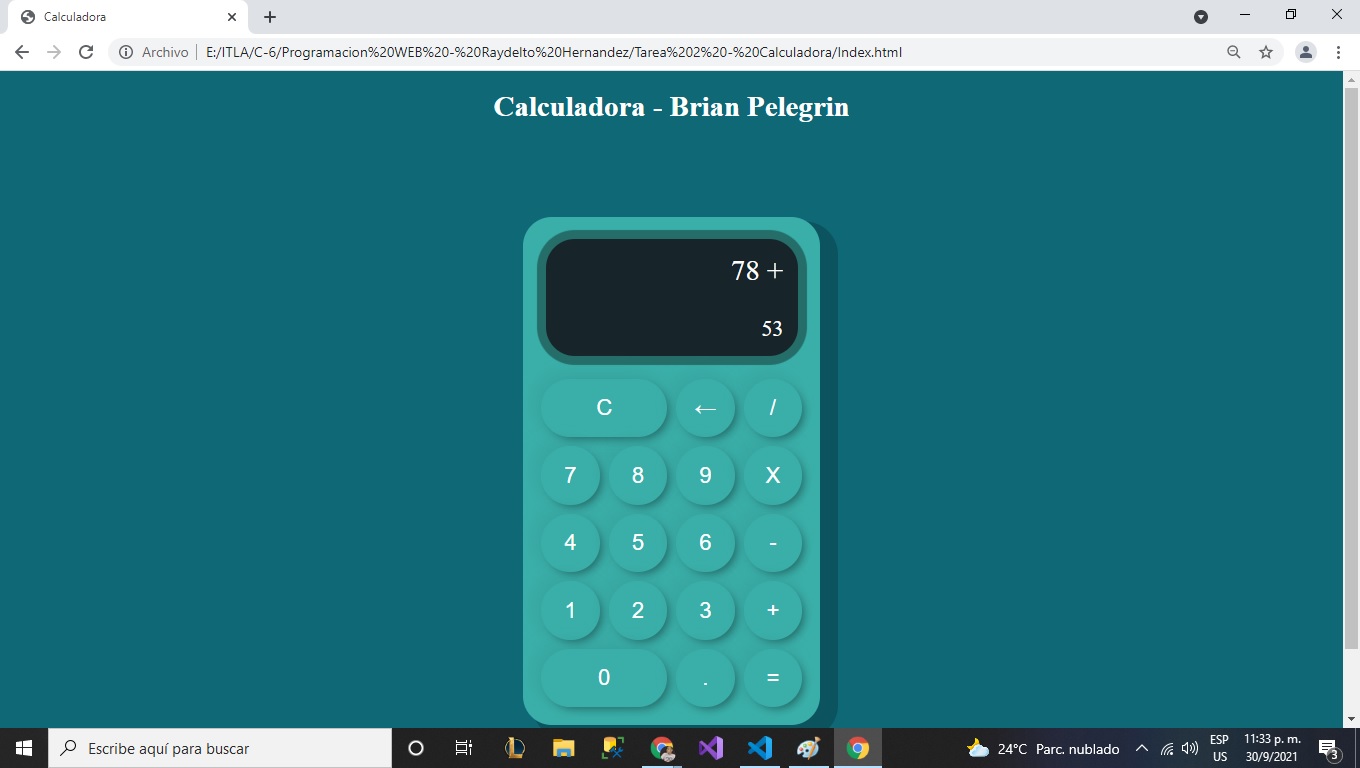 Calculadora
Archivo
E:/ITLA/C-6/Programacion%20WEB%20-%20Raydelto%20Hernandez/Tarea%202%20-%20Calculadora/Index.html
Calculadora - Brian Pelegrin
78 +
53
C ← /
7 8 9 X
4 5 6 -
1 2 3 +
0 . =
Escribe aquí para buscar
24°C Parc. nublado
ESP
US
11:33 p. m.
30/9/2021
3